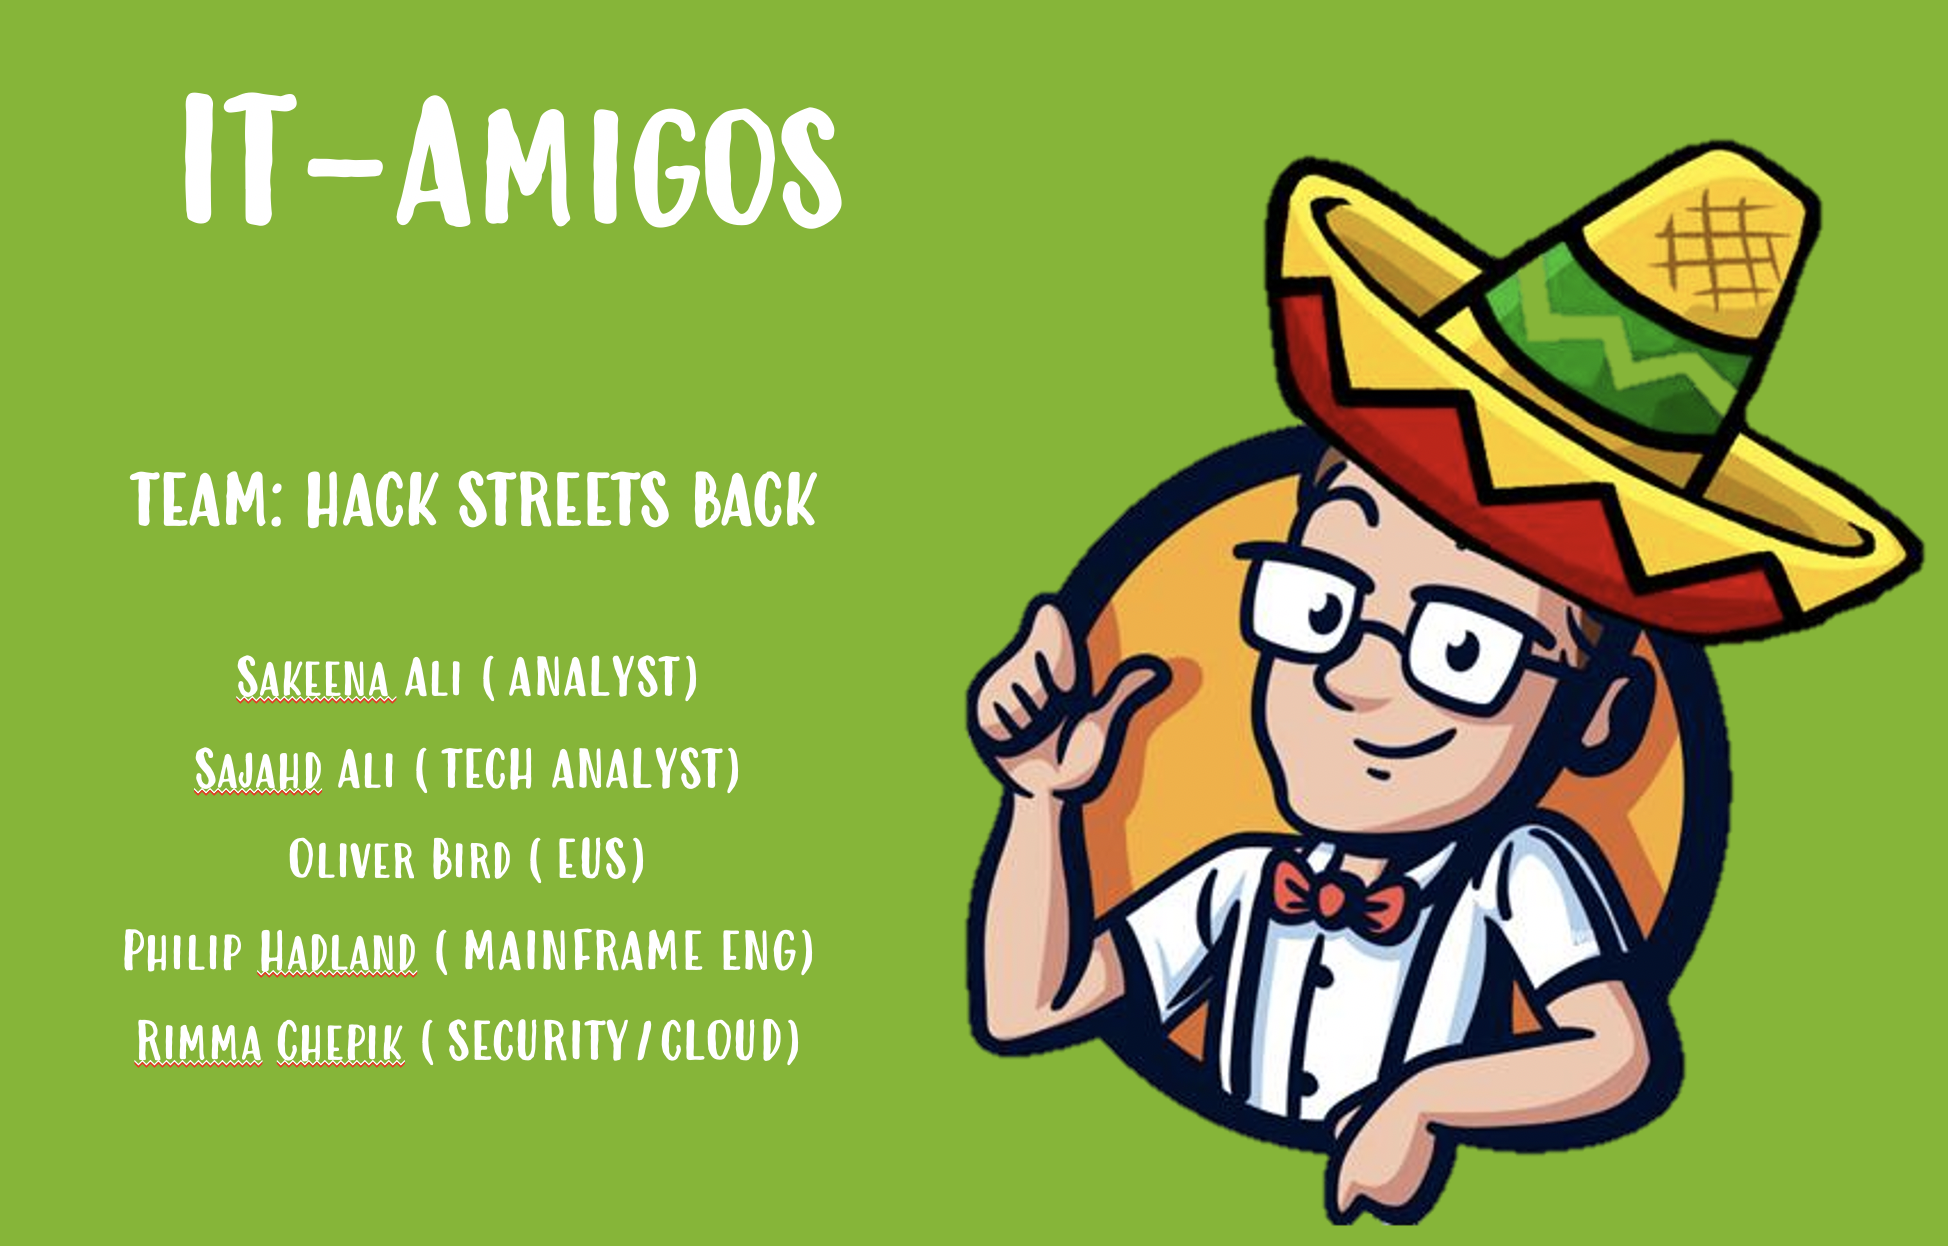 IT-Amigos
TEAM: HACK STREETS BACK
Sakeena Ali ( ANALYST)
Sajahd Ali ( TECH ANALYST)
Oliver Bird ( EUS)
Philip Hadland ( MAINFRAME ENG)
Rimma Chepik ( SECURITY/CLOUD)